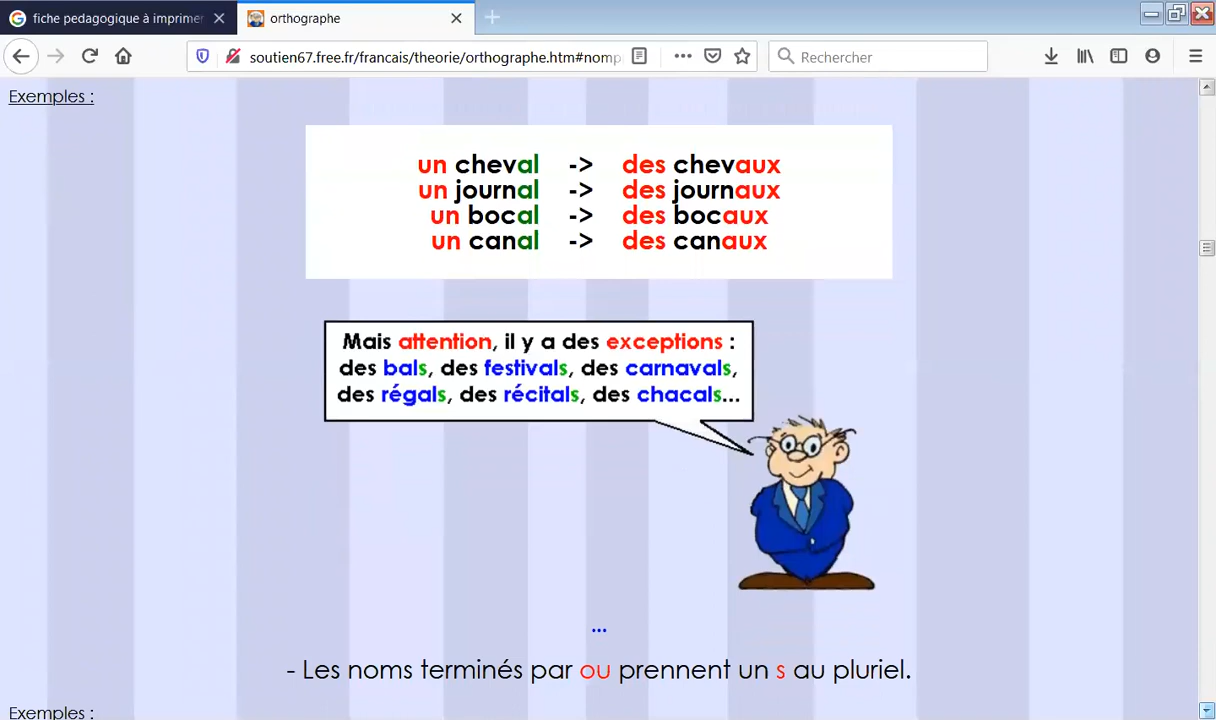 fiche pedagogique à imprimer
orthographe
soutien67.free.fr/francais/theorie/orthographe.htm#nomp
Rechercher
Exemples :
un cheval -> des chevaux
un journal -> des journaux
un bocal -> des bocaux
un canal -> des canaux
Mais attention, il y a des exceptions :
des bals, des festivals, des carnavals,
des régals, des récitals, des chacals...
...
- Les noms terminés par ou prennent un s au pluriel.
Exemples :